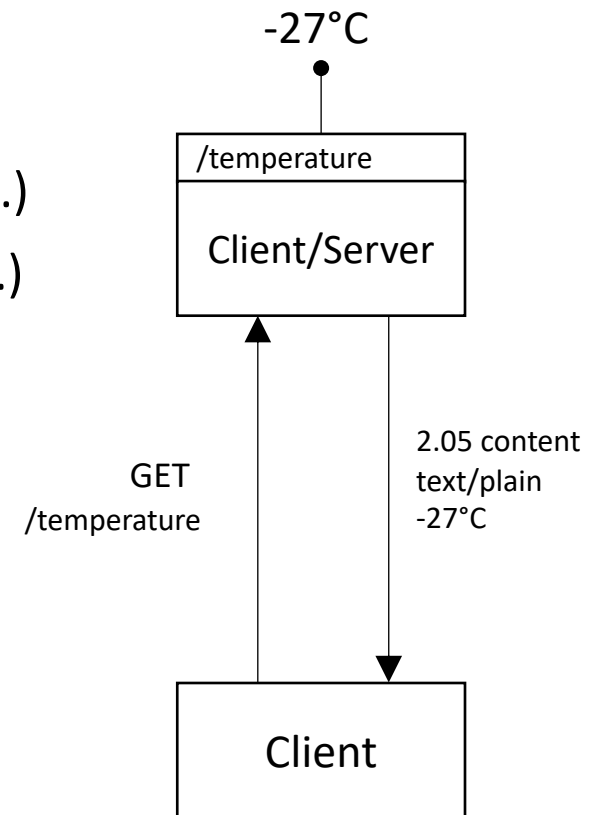 -27°C
/temperature
.)
Client/Server
.)
GET
/temperature
2.05 content
text/plain
-27°C
Client